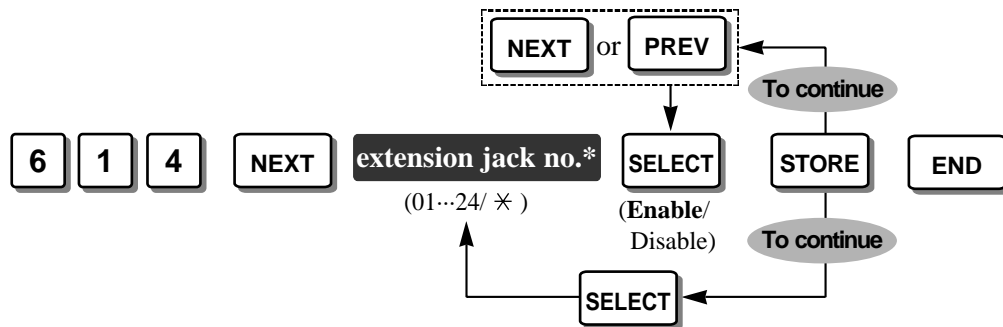 NEXT or PREV
To continue
6 1 4 NEXT extension jack no.* SELECT STORE END
(01···24/ ✳ )
(Enable/
Disable)
To continue
SELECT